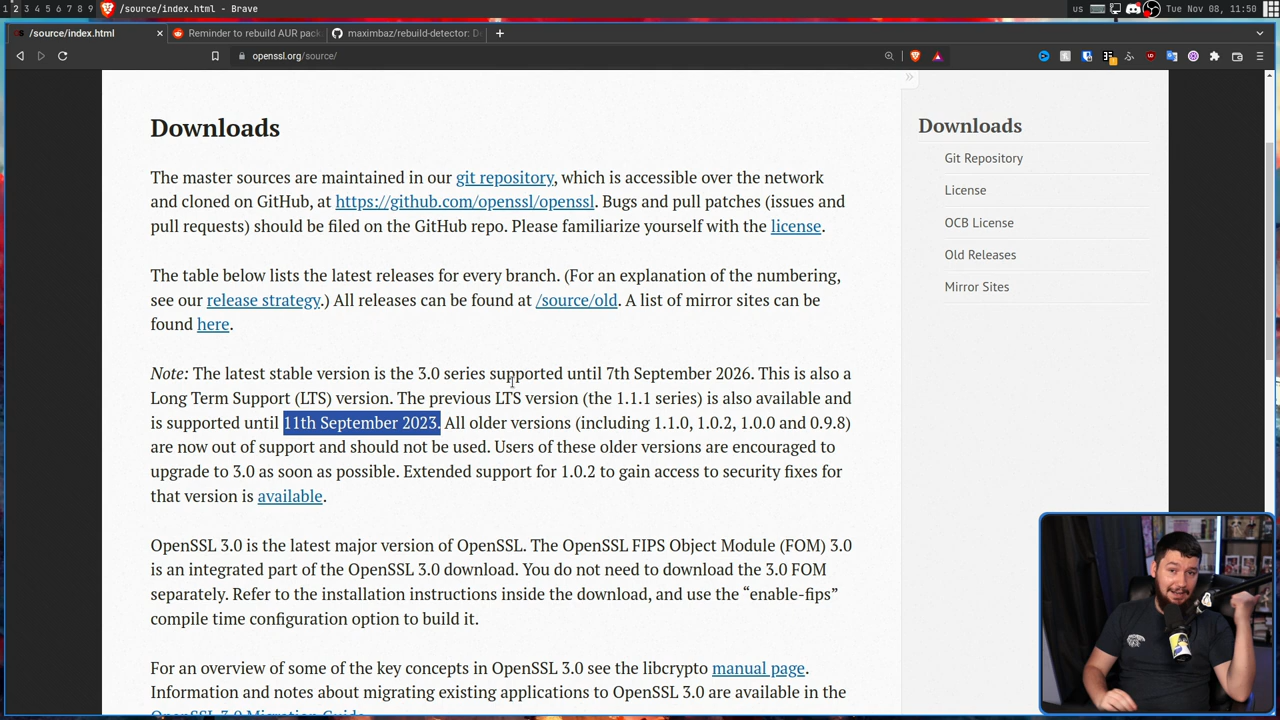 1 2 3 4 5 6 7 8 9 /source/index.html - Brave us Tue Nov 08, 11:50
/source/index.html Reminder to rebuild AUR pack maximbaz/rebuild-detector: D
openssl.org/source/
Downloads
The master sources are maintained in our git repository, which is accessible over the network
and cloned on GitHub, at https://github.com/openssl/openssl. Bugs and pull patches (issues and
pull requests) should be filed on the GitHub repo. Please familiarize yourself with the license.
The table below lists the latest releases for every branch. (For an explanation of the numbering,
see our release strategy.) All releases can be found at /source/old. A list of mirror sites can be
found here.
Note: The latest stable version is the 3.0 series supported until 7th September 2026. This is also a
Long Term Support (LTS) version. The previous LTS version (the 1.1.1 series) is also available and
is supported until 11th September 2023. All older versions (including 1.1.0, 1.0.2, 1.0.0 and 0.9.8)
are now out of support and should not be used. Users of these older versions are encouraged to
upgrade to 3.0 as soon as possible. Extended support for 1.0.2 to gain access to security fixes for
that version is available.
OpenSSL 3.0 is the latest major version of OpenSSL. The OpenSSL FIPS Object Module (FOM) 3.0
is an integrated part of the OpenSSL 3.0 download. You do not need to download the 3.0 FOM
separately. Refer to the installation instructions inside the download, and use the “enable-fips”
compile time configuration option to build it.
For an overview of some of the key concepts in OpenSSL 3.0 see the libcrypto manual page.
Information and notes about migrating existing applications to OpenSSL 3.0 are available in the
OpenSSL 3.0 Migration Guide
Downloads
Git Repository
License
OCB License
Old Releases
Mirror Sites